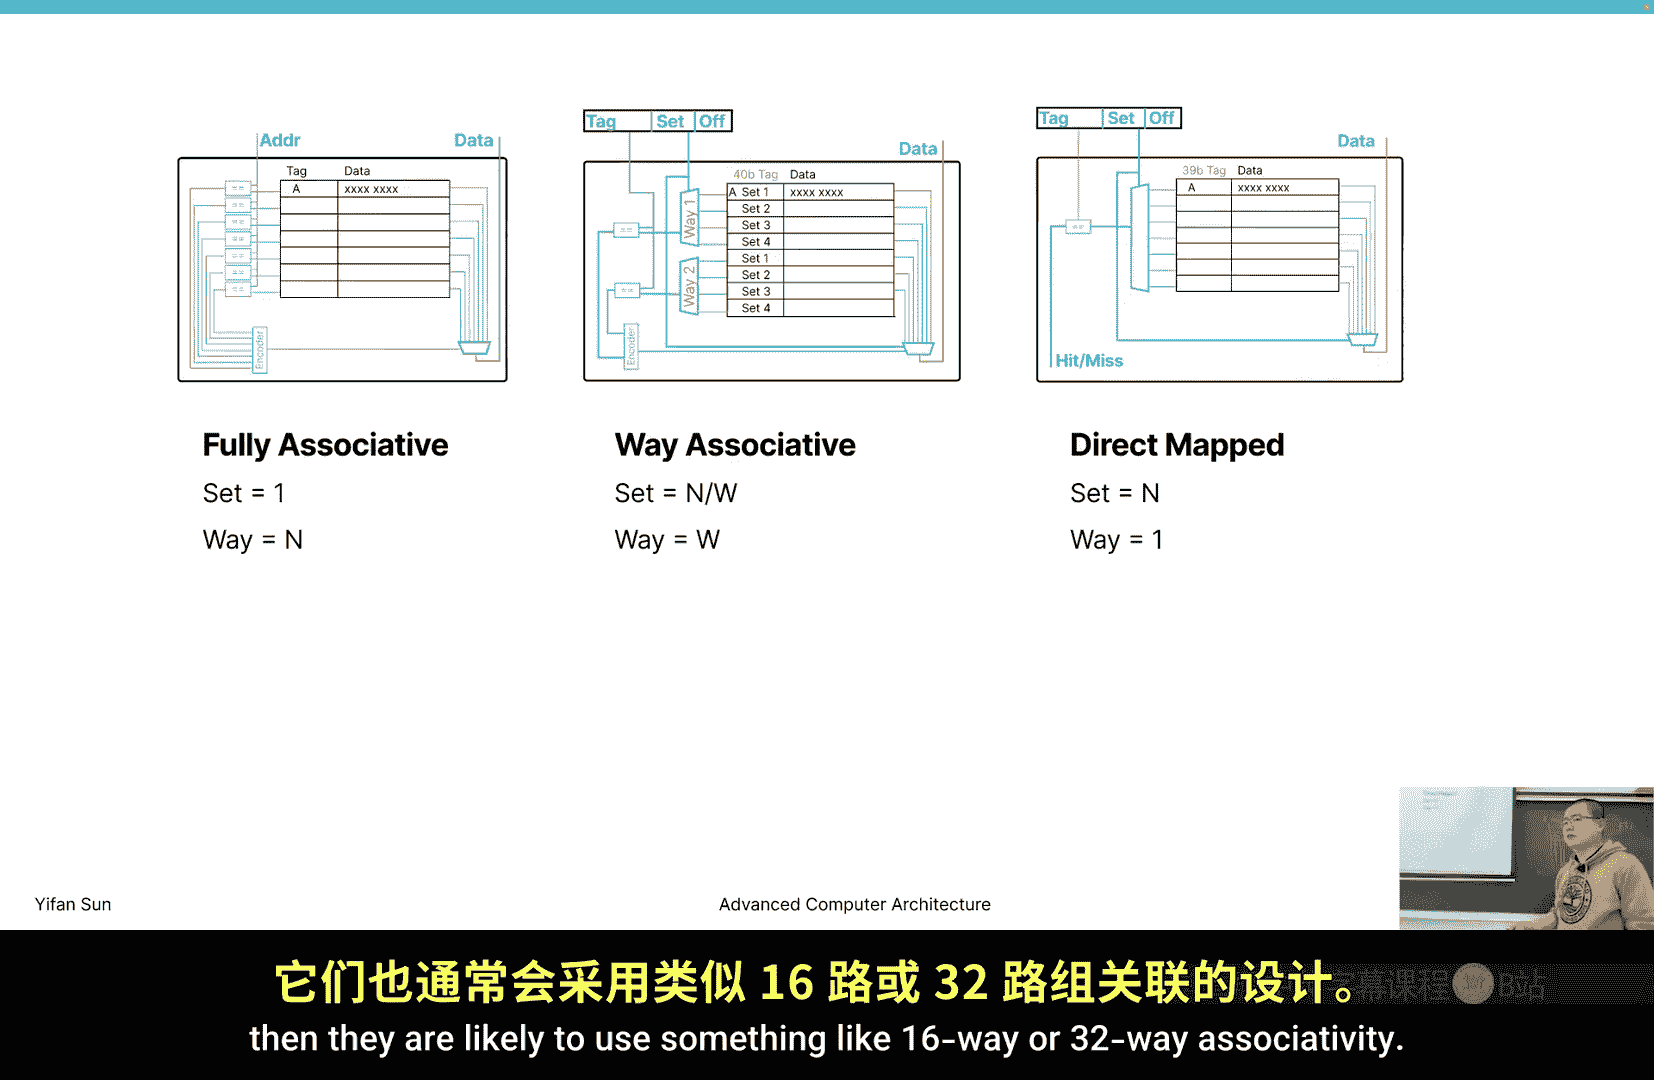 Addr
Data
Tag Data
A xxxx xxxx
==
==
==
==
==
==
==
Encoder
Fully Associative
Set = 1
Way = N
Tag Set Off
Data
40b Tag Data
A Set 1 xxxx xxxx
Set 2
Set 3
Set 4
Set 1
Set 2
Set 3
Set 4
Way 1
Way 2
==
==
Encoder
Way Associative
Set = N/W
Way = W
Tag Set Off
Data
39b Tag Data
A xxxx xxxx
==
Hit/Miss
Direct Mapped
Set = N
Way = 1
Yifan Sun
Advanced Computer Architecture
它们也通常会采用类似 16 路或 32 路组关联的设计。
幕课程 B站
then they are likely to use something like 16-way or 32-way associativity.